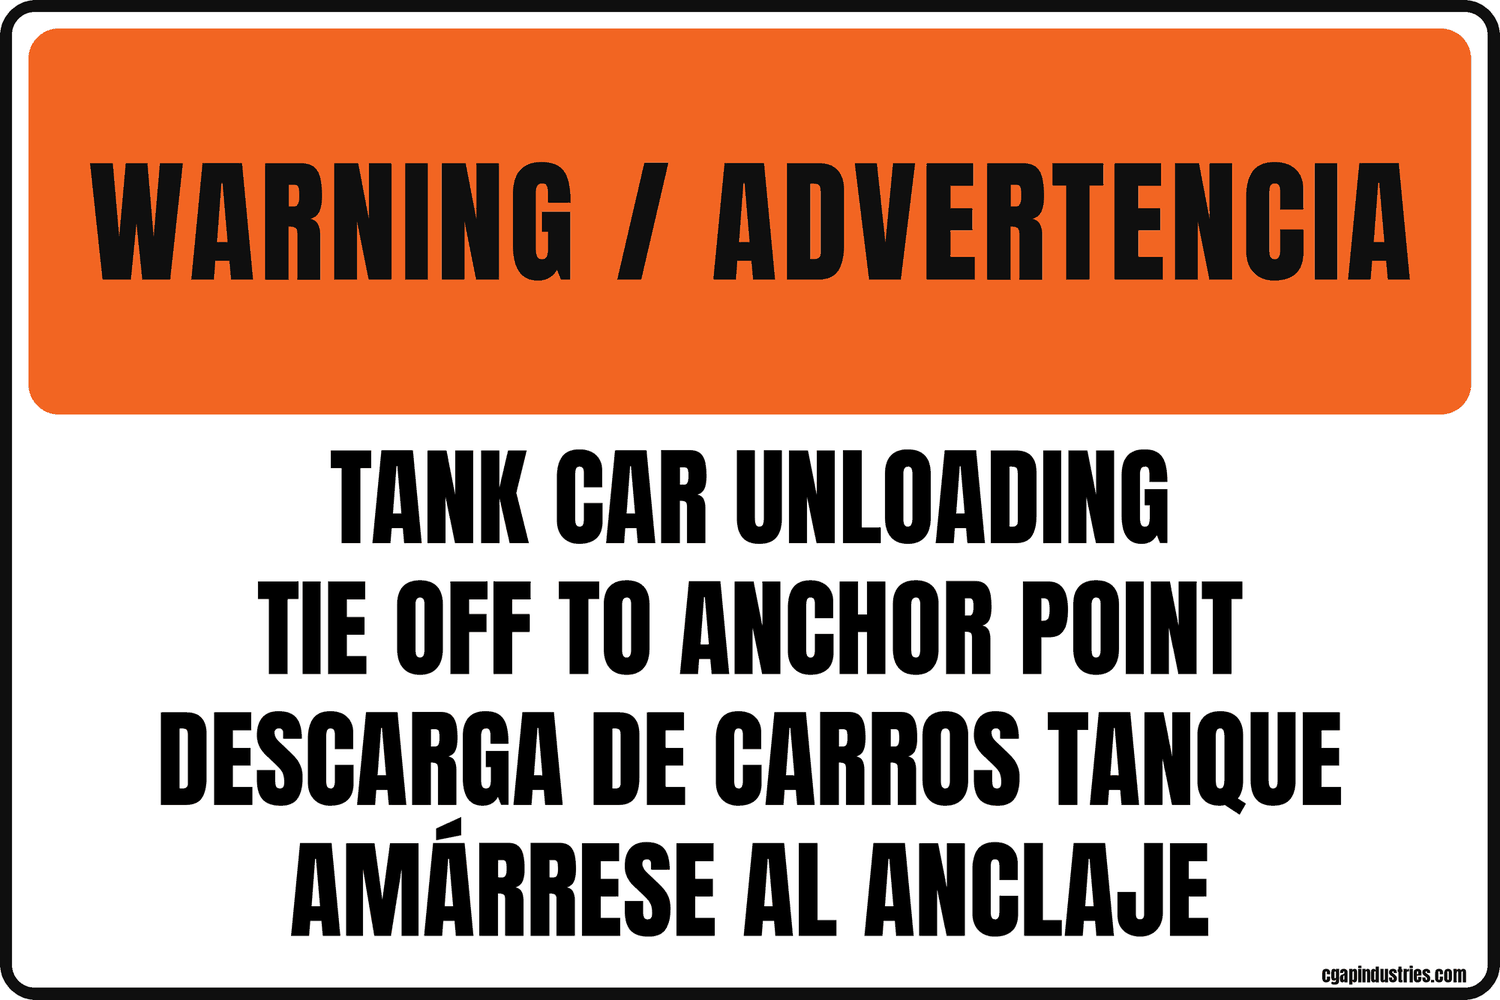 WARNING / ADVERTENCIA
TANK CAR UNLOADING
TIE OFF TO ANCHOR POINT
DESCARGA DE CARROS TANQUE
AMÁRRESE AL ANCLAJE
cgapindustries.com